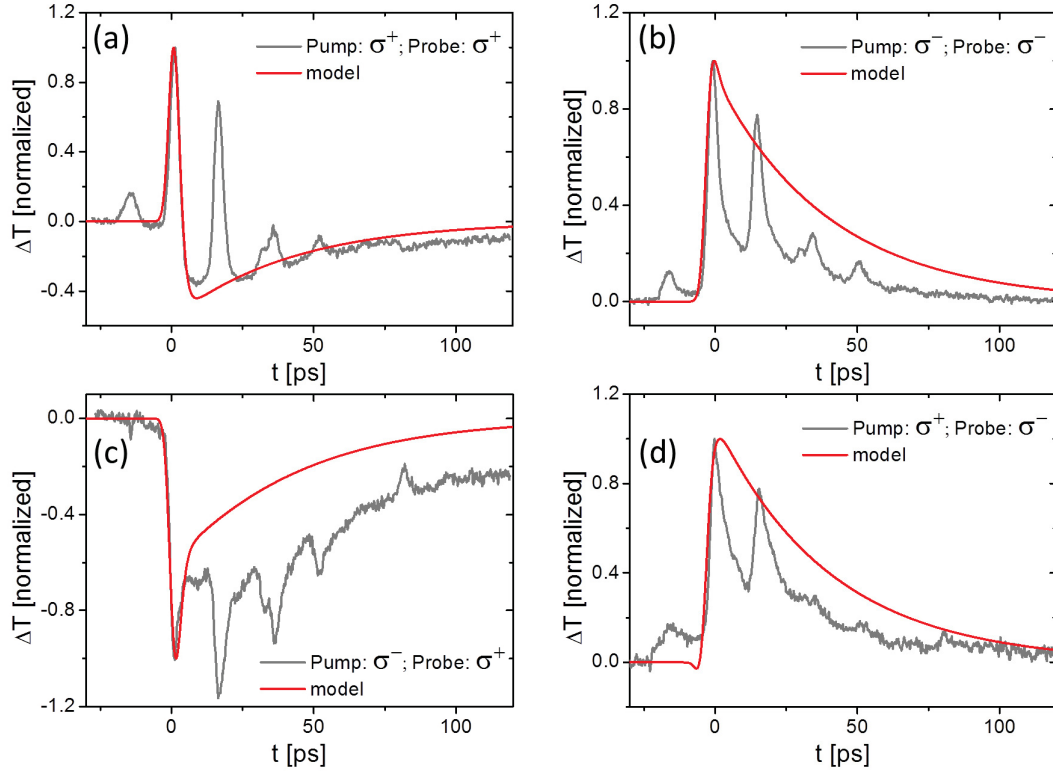 (a)
Pump: σ⁺; Probe: σ⁺
model
1.2
0.8
0.4
0.0
-0.4
ΔT [normalized]
0
50
100
t [ps]
(b)
Pump: σ⁻; Probe: σ⁻
model
1.2
0.8
0.4
0.0
ΔT [normalized]
0
50
100
t [ps]
(c)
Pump: σ⁻; Probe: σ⁺
model
0.0
-0.4
-0.8
-1.2
ΔT [normalized]
0
50
100
t [ps]
(d)
Pump: σ⁺; Probe: σ⁻
model
1.2
0.8
0.4
0.0
ΔT [normalized]
0
50
100
t [ps]